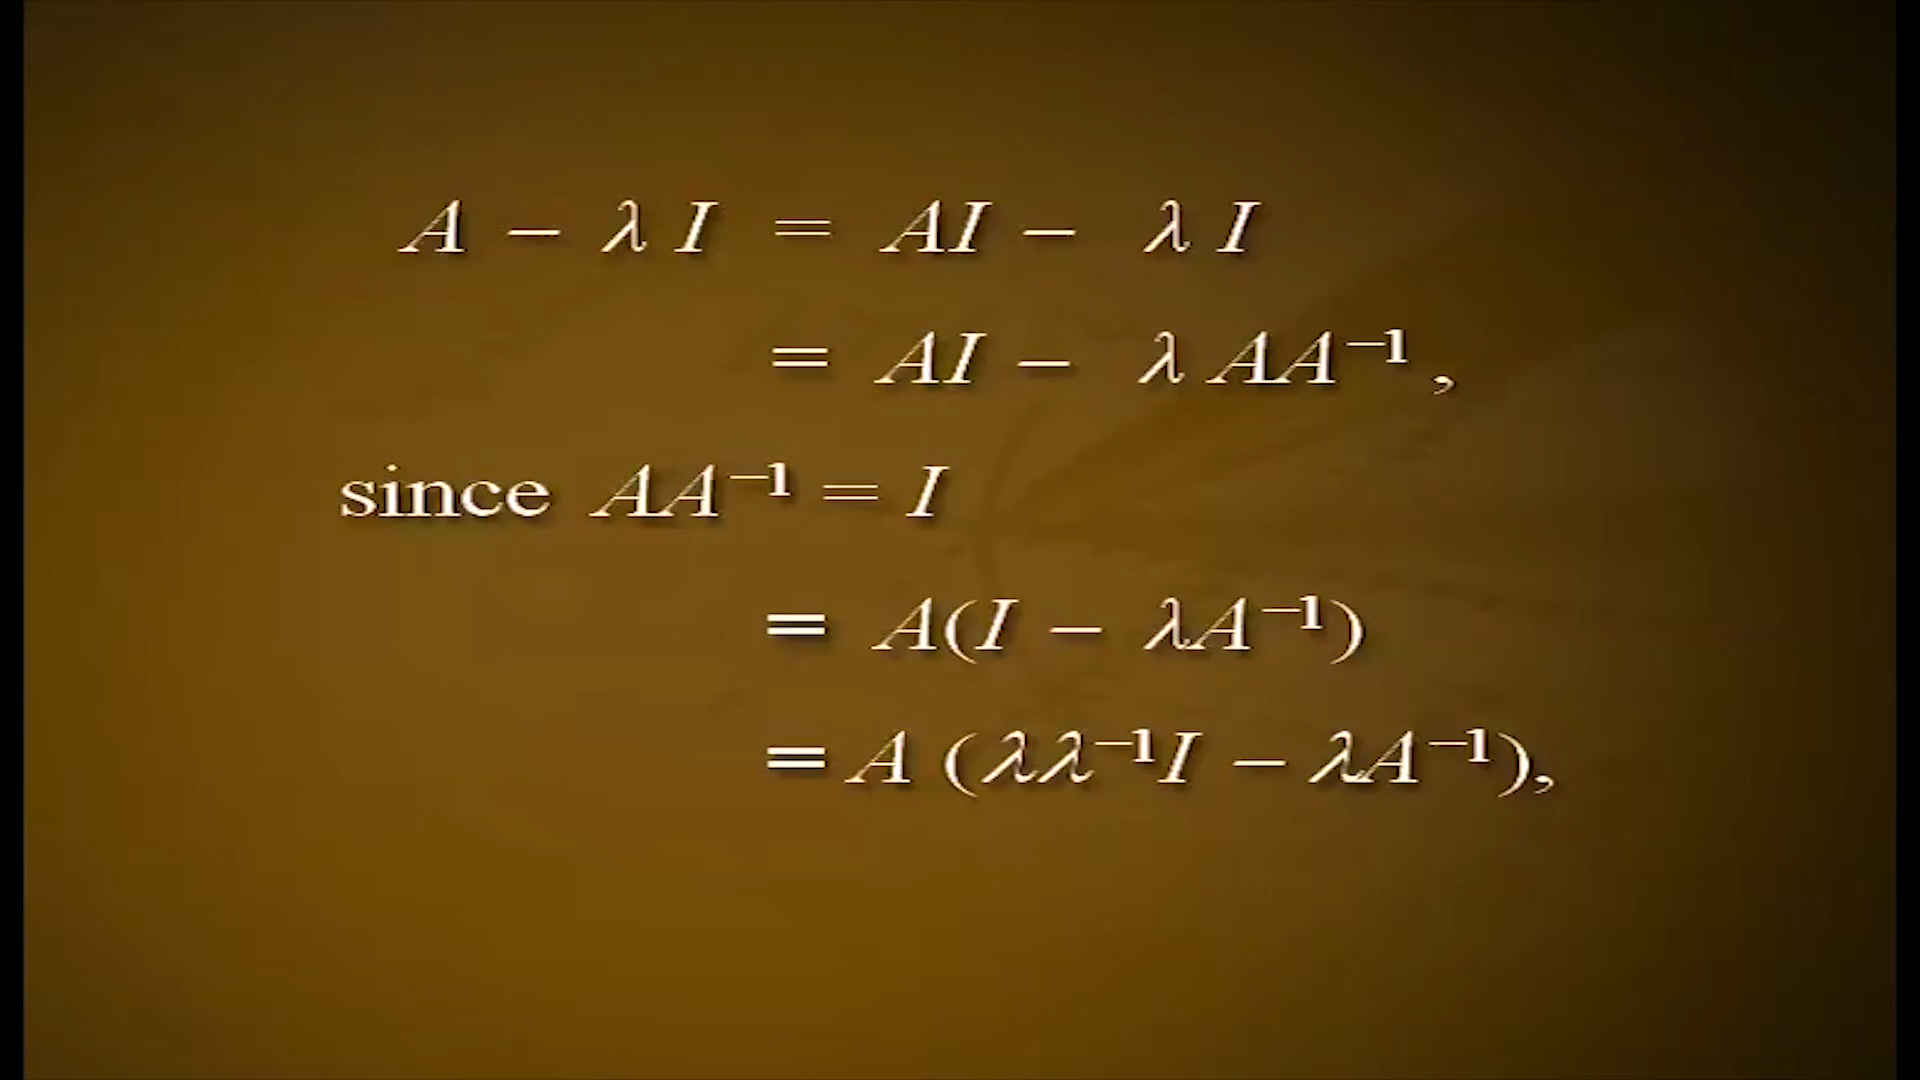 A – λ I = AI – λ I
= AI – λ AA⁻¹,
since AA⁻¹ = I
= A(I – λA⁻¹)
= A (λλ⁻¹I – λA⁻¹),